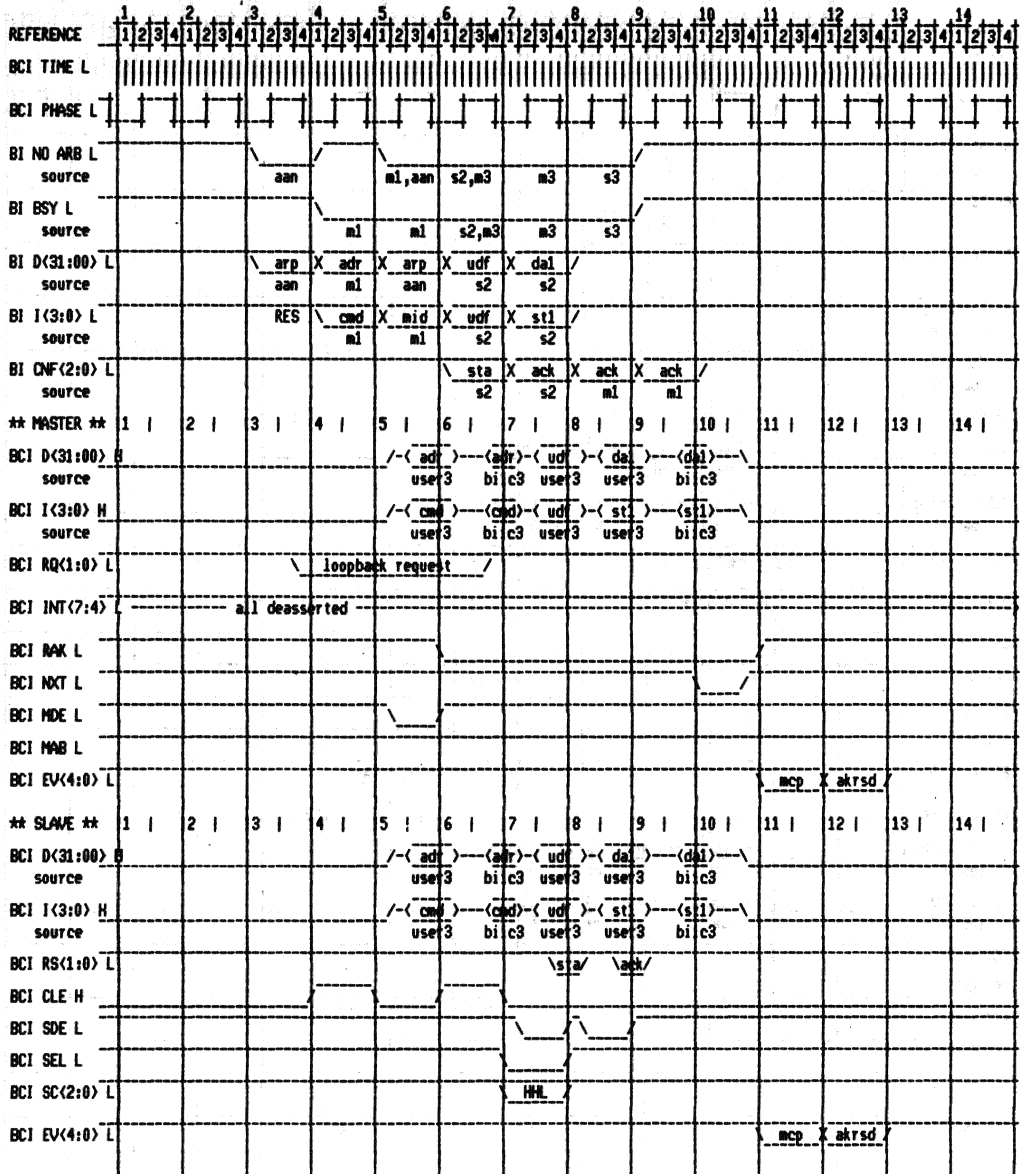 1 2 3 4 5 6 7 8 9 10 11 12 13 14
REFERENCE 1 2 3 4 1 2 3 4 1 2 3 4 1 2 3 4 1 2 3 4 1 2 3 4 1 2 3 4 1 2 3 4 1 2 3 4 1 2 3 4 1 2 3 4 1 2 3 4 1 2 3 4 1 2 3 4
BCI TIME L
BCI PHASE L
BI NO ARB L
source aan m1,aan s2,m3 m3 s3
BI BSY L
source m1 m1 s2,m3 m3 s3
BI D<31:00> L arp X adr X arp X udf X da1
source aan m1 aan s2 s2
BI I<3:0> L RES cmd X mid X udf X st1
source m1 m1 s2 s2
BI CNF<2:0> L sta X ack X ack X ack
source s2 s2 m1 m1
** MASTER ** 1 2 3 4 5 6 7 8 9 10 11 12 13 14
BCI D<31:00> H < adr > <adr> < udf > < da1 > <da1>
source user3 biic3 user3 user3 biic3
BCI I<3:0> H < cmd > <cmd> < udf > < st1 > <st1>
source user3 biic3 user3 user3 biic3
BCI RQ<1:0> L loopback request
BCI INT<7:4> L all deasserted
BCI RAK L
BCI NXT L
BCI MDE L
BCI MAB L
BCI EV<4:0> L mcp X akrsd
** SLAVE ** 1 2 3 4 5 6 7 8 9 10 11 12 13 14
BCI D<31:00> H < adr > <adr> < udf > < da1 > <da1>
source user3 biic3 user3 user3 biic3
BCI I<3:0> H < cmd > <cmd> < udf > < st1 > <st1>
source user3 biic3 user3 user3 biic3
BCI RS<1:0> L \sta/ \ack/
BCI CLE H
BCI SDE L
BCI SEL L
BCI SC<2:0> L HHL
BCI EV<4:0> L mcp X akrsd